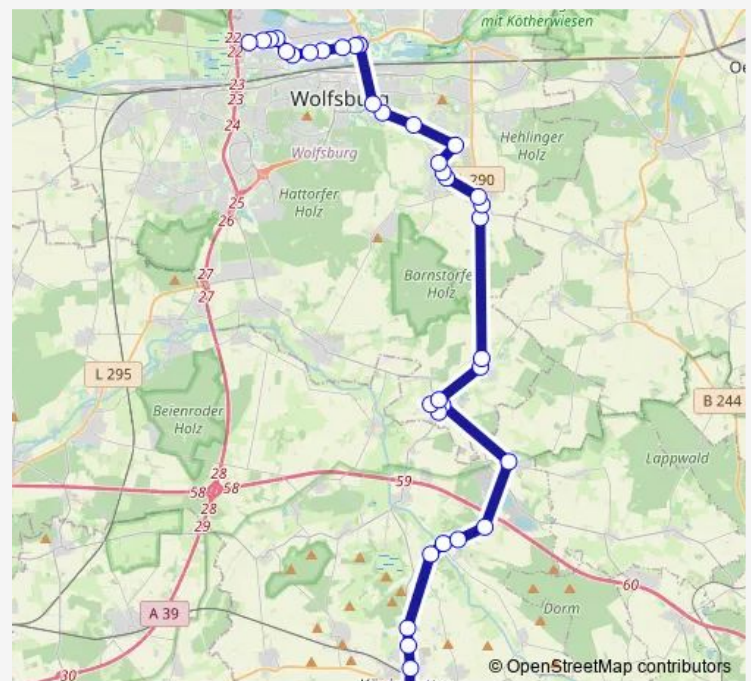 mit Kötherwiesen
22
22
23
23
24
Wolfsburg
Hehlinger
Holz
Wolfsburg
290
Hattorfer
Holz
25
26
27
27
Barnstorfer
Holz
L 295
B 244
Beienroder
Holz
Lappwald
28
58
58
59
28
29
60
A 39
Dorm
30
© OpenStreetMap contributors